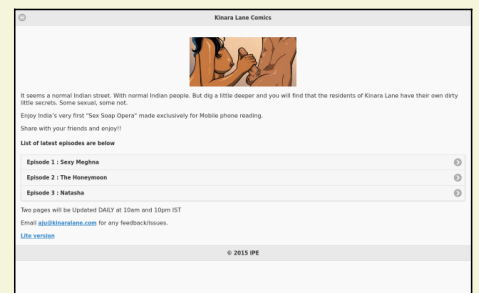 Kinara Lane Comics
It seems a normal Indian street. With normal Indian people. But dig a little deeper and you will find that the residents of Kinara Lane have their own dirty
little secrets. Some sexual, some not.
Enjoy India's very first "Sex Soap Opera" made exclusively for Mobile phone reading.
Share with your friends and enjoy!!
List of latest episodes are below
Episode 1 : Sexy Meghna
Episode 2 : The Honeymoon
Episode 3 : Natasha
Two pages will be Updated DAILY at 10am and 10pm IST
Email aju@kinaralane.com for any feedback/issues.
Lite version
© 2015 IPE